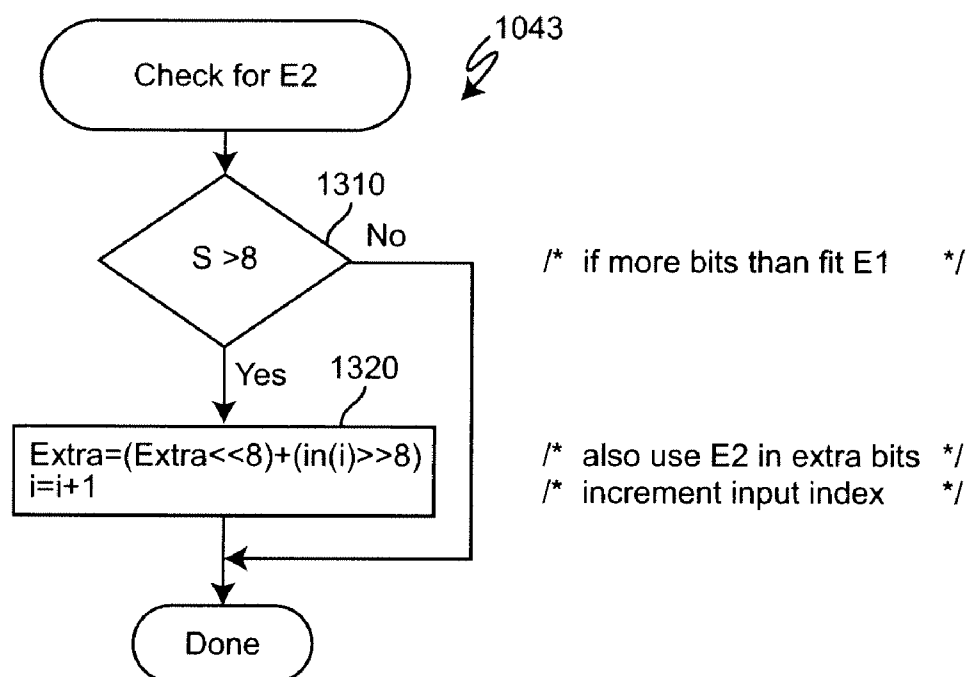 1043
Check for E2
1310
S >8
No
/* if more bits than fit E1 */
Yes
1320
Extra=(Extra<<8)+(in(i)>>8)
i=i+1
/* also use E2 in extra bits */
/* increment input index */
Done